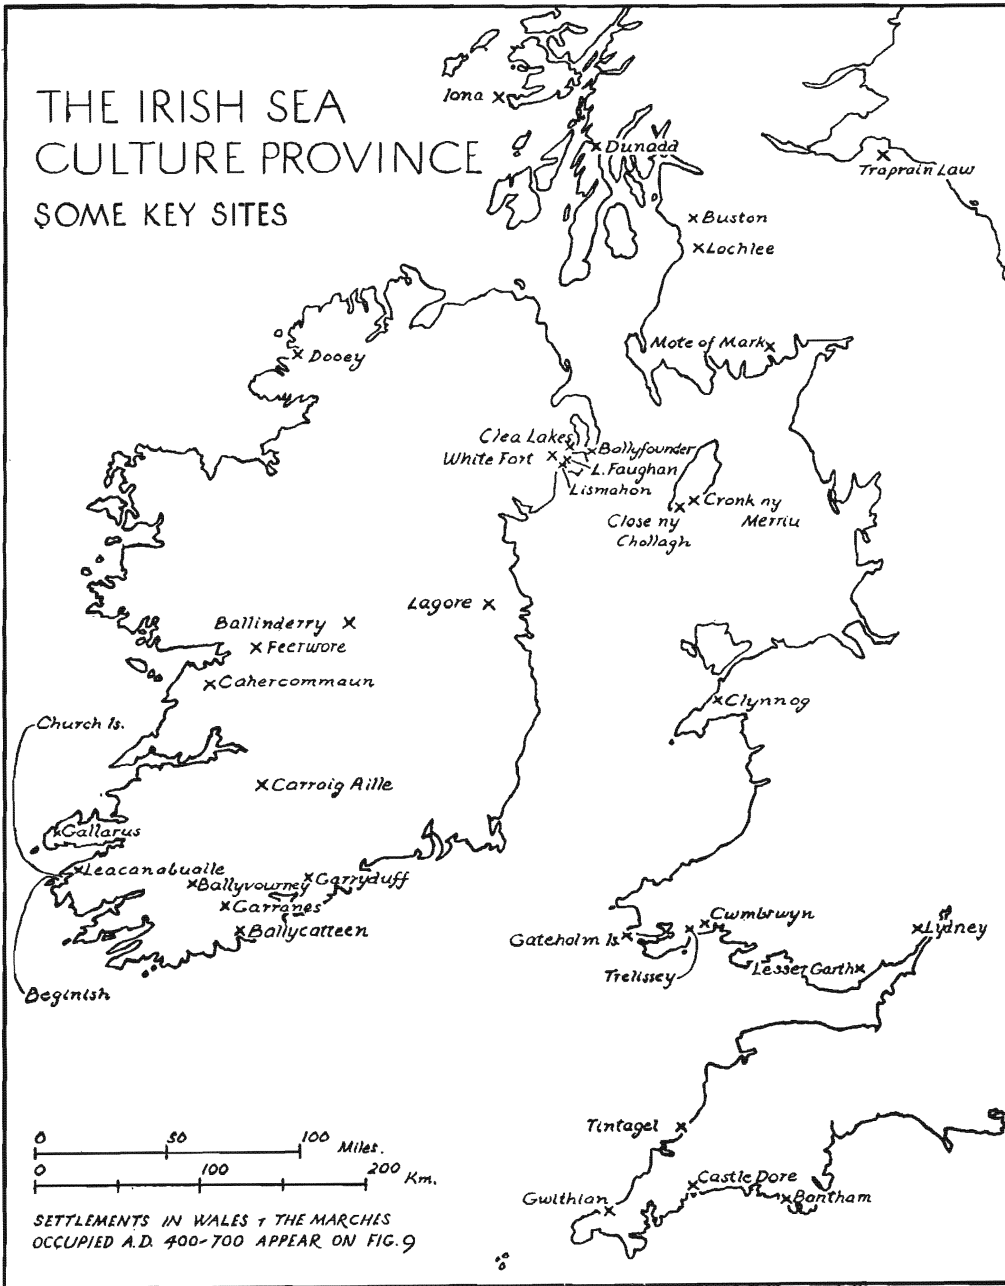 THE IRISH SEA
CULTURE PROVINCE
SOME KEY SITES
Iona
Dunadd
Traprain Law
Buston
Lochlee
Mote of Mark
Dooey
Clea Lakes
Ballyfounder
White Fort
L. Faughan
Lismahon
Cronk ny
Merriu
Close ny
Chollagh
Lagore
Ballinderry
Feerwore
Cahercommaun
Clynnog
Church Is.
Carraig Aille
Gallarus
Leacanabuaile
Ballyvourney
Garryduff
Garranes
Ballycatteen
Beginish
Cwmbrwyn
Gateholm Is.
Lydney
Trelissey
Lesser Garth
Tintagel
Castle Dore
Gwithian
Bantham
0 50 100 Miles.
0 100 200 Km.
SETTLEMENTS IN WALES & THE MARCHES
OCCUPIED A.D. 400-700 APPEAR ON FIG. 9